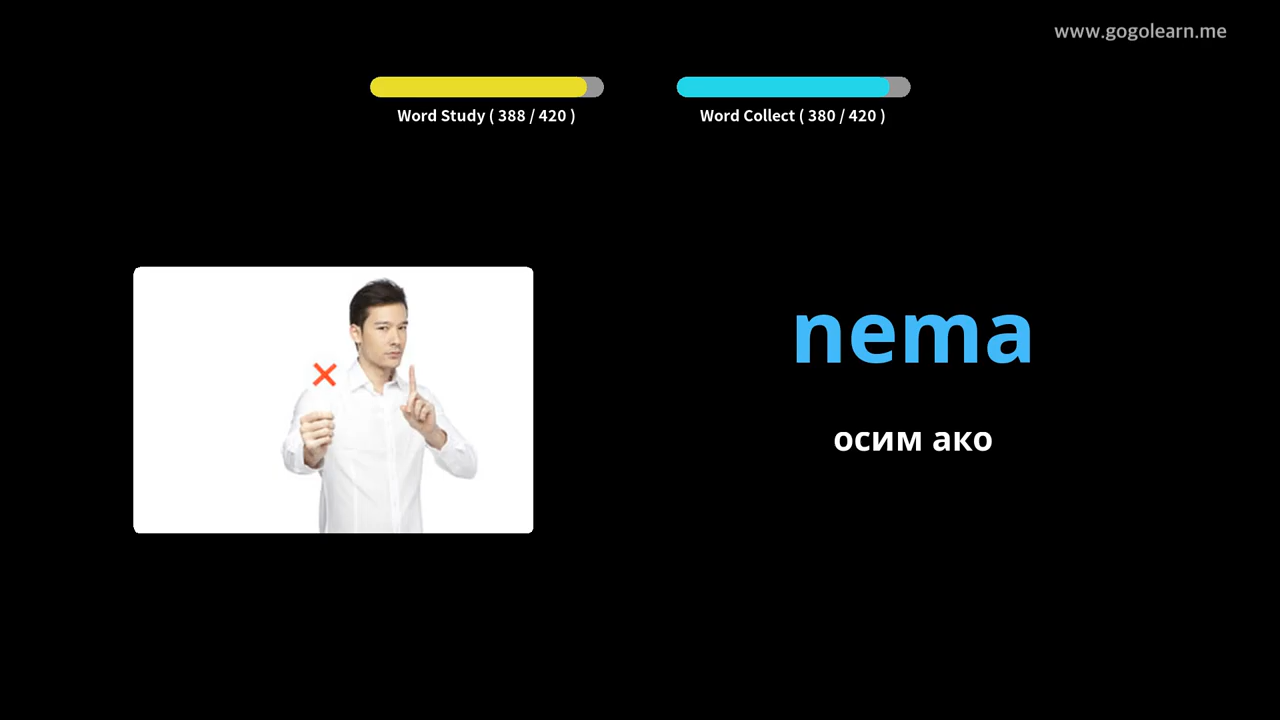 www.gogolearn.me
Word Study ( 388 / 420 )
Word Collect ( 380 / 420 )
nema
осим ако